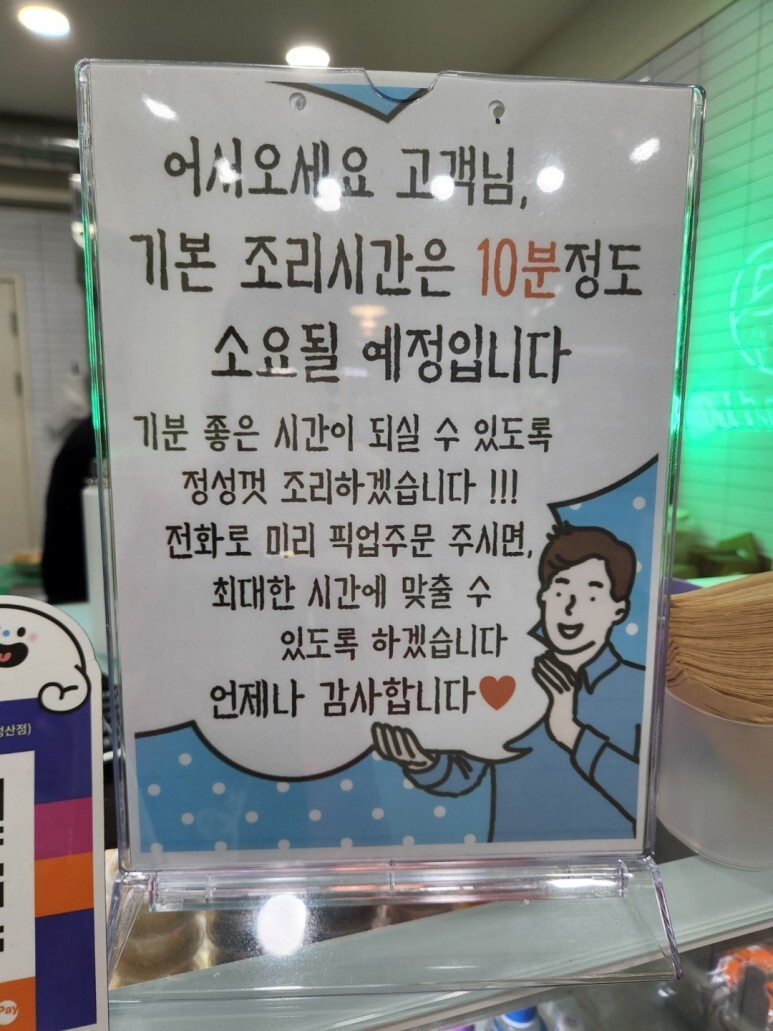 어서오세요 고객님,
기본 조리시간은 10분정도
소요될 예정입니다
기분 좋은 시간이 되실 수 있도록
정성껏 조리하겠습니다 !!!
전화로 미리 픽업주문 주시면,
최대한 시간에 맞출 수
있도록 하겠습니다
언제나 감사합니다♥
성산점)
Pay